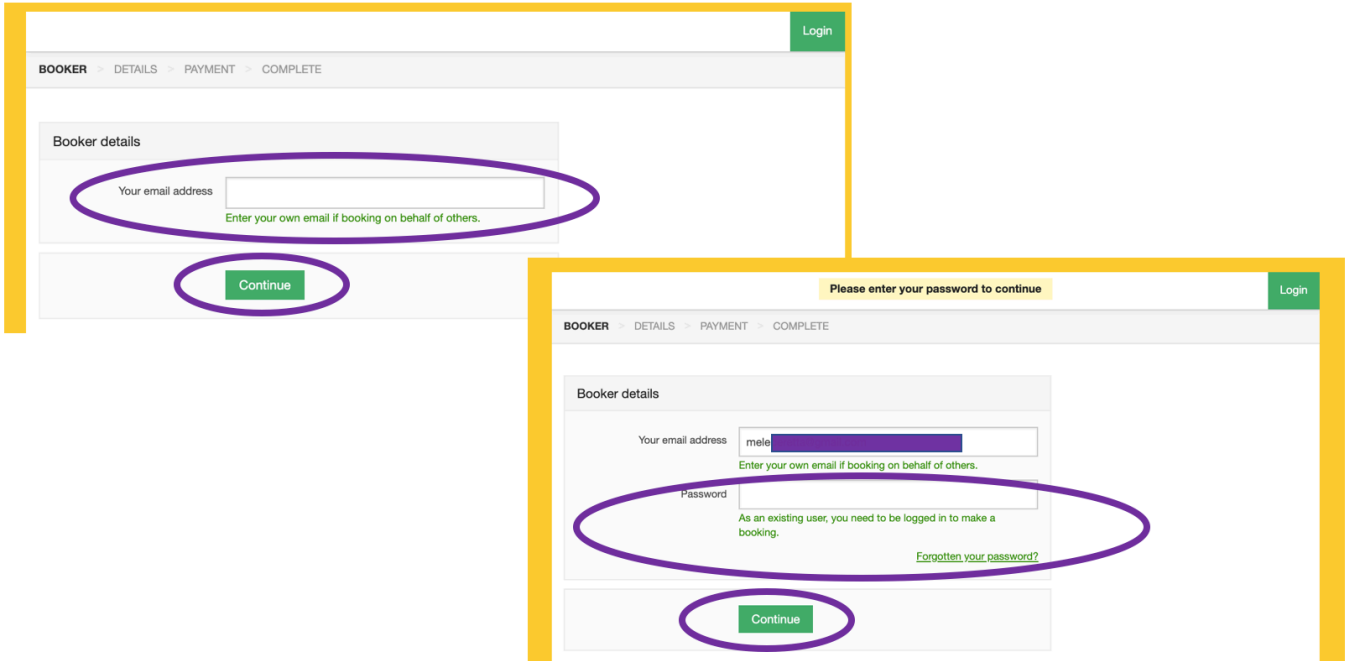 Login
BOOKER > DETAILS > PAYMENT > COMPLETE
Booker details
Your email address
Enter your own email if booking on behalf of others.
Continue
Please enter your password to continue
Login
BOOKER > DETAILS > PAYMENT > COMPLETE
Booker details
Your email address mele
Enter your own email if booking on behalf of others.
Password
As an existing user, you need to be logged in to make a
booking.
Forgotten your password?
Continue